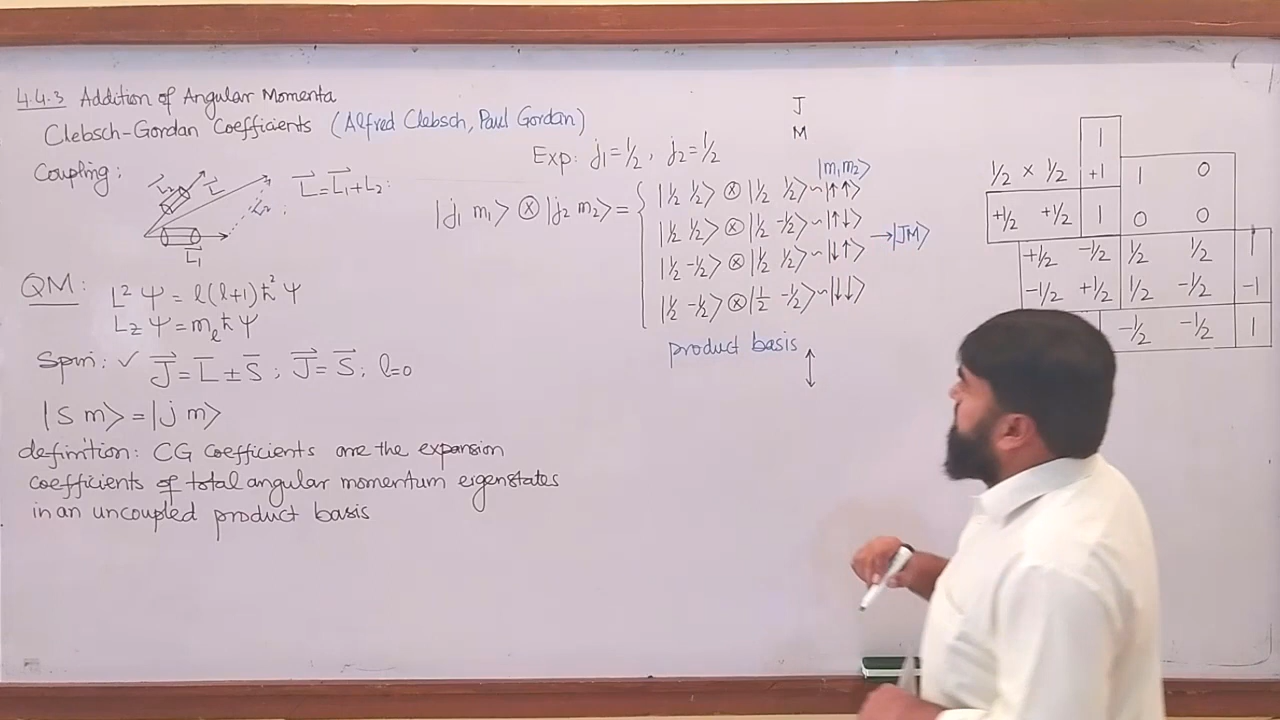 4.4.3 Addition of Angular Momenta
Clebsch-Gordan Coefficients (Alfred Clebsch, Paul Gordan)
Coupling:
L₂
L
L₂
L₁
L⃗=L⃗₁+L₂:
QM:
L²ψ=l(l+1)ħ²ψ
L_Zψ=m_lħψ
Spin: ✓ J⃗=L̄±S̄; J⃗=S⃗; l=0
|s m⟩=|j m⟩
definition: CG coefficients are the expansion
coefficients of total angular momentum eigenstates
in an uncoupled product basis
Exp: j₁=1/2, j₂=1/2
|j₁ m₁⟩⊗|j₂ m₂⟩=
|m₁m₂⟩
|½ ½⟩⊗|½ ½⟩~|↑↑⟩
|½ ½⟩⊗|½ -½⟩~|↑↓⟩
|½ -½⟩⊗|½ ½⟩~|↓↑⟩
|½ -½⟩⊗|½ -½⟩~|↓↓⟩
→|JM⟩
product basis
J
M
1
½ × ½ +1 1 0
+½ +½ 1 0 0
+½ -½ ½ ½ 1
-½ +½ ½ -½ -1
-½ -½ 1